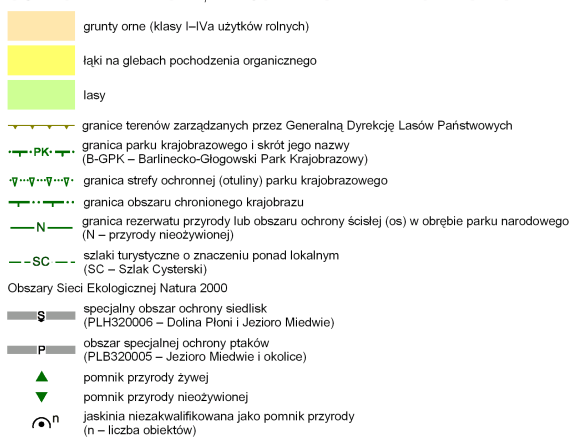 grunty orne (klasy I–IVa użytków rolnych)
łąki na glebach pochodzenia organicznego
lasy
granice terenów zarządzanych przez Generalną Dyrekcję Lasów Państwowych
PK granica parku krajobrazowego i skrót jego nazwy
(B-GPK – Barlinecko-Głogowski Park Krajobrazowy)
granica strefy ochronnej (otuliny) parku krajobrazowego
granica obszaru chronionego krajobrazu
N granica rezerwatu przyrody lub obszaru ochrony ścisłej (os) w obrębie parku narodowego
(N – przyrody nieożywionej)
SC szlaki turystyczne o znaczeniu ponad lokalnym
(SC – Szlak Cysterski)
Obszary Sieci Ekologicznej Natura 2000
S specjalny obszar ochrony siedlisk
(PLH320006 – Dolina Płoni i Jezioro Miedwie)
P obszar specjalnej ochrony ptaków
(PLB320005 – Jezioro Miedwie i okolice)
pomnik przyrody żywej
pomnik przyrody nieożywionej
n jaskinia niezakwalifikowana jako pomnik przyrody
(n – liczba obiektów)